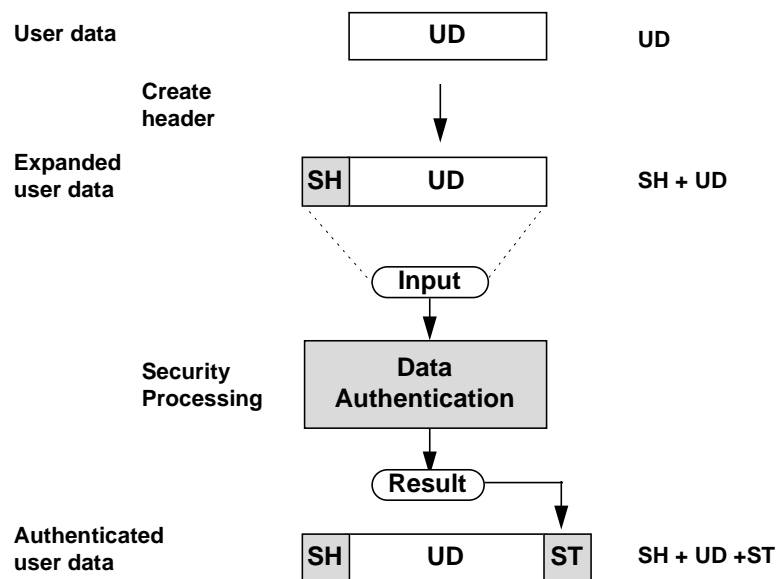 User data
UD
UD
Create
header
Expanded
user data
SH
UD
SH + UD
Input
Security
Processing
Data
Authentication
Result
Authenticated
user data
SH
UD
ST
SH + UD +ST